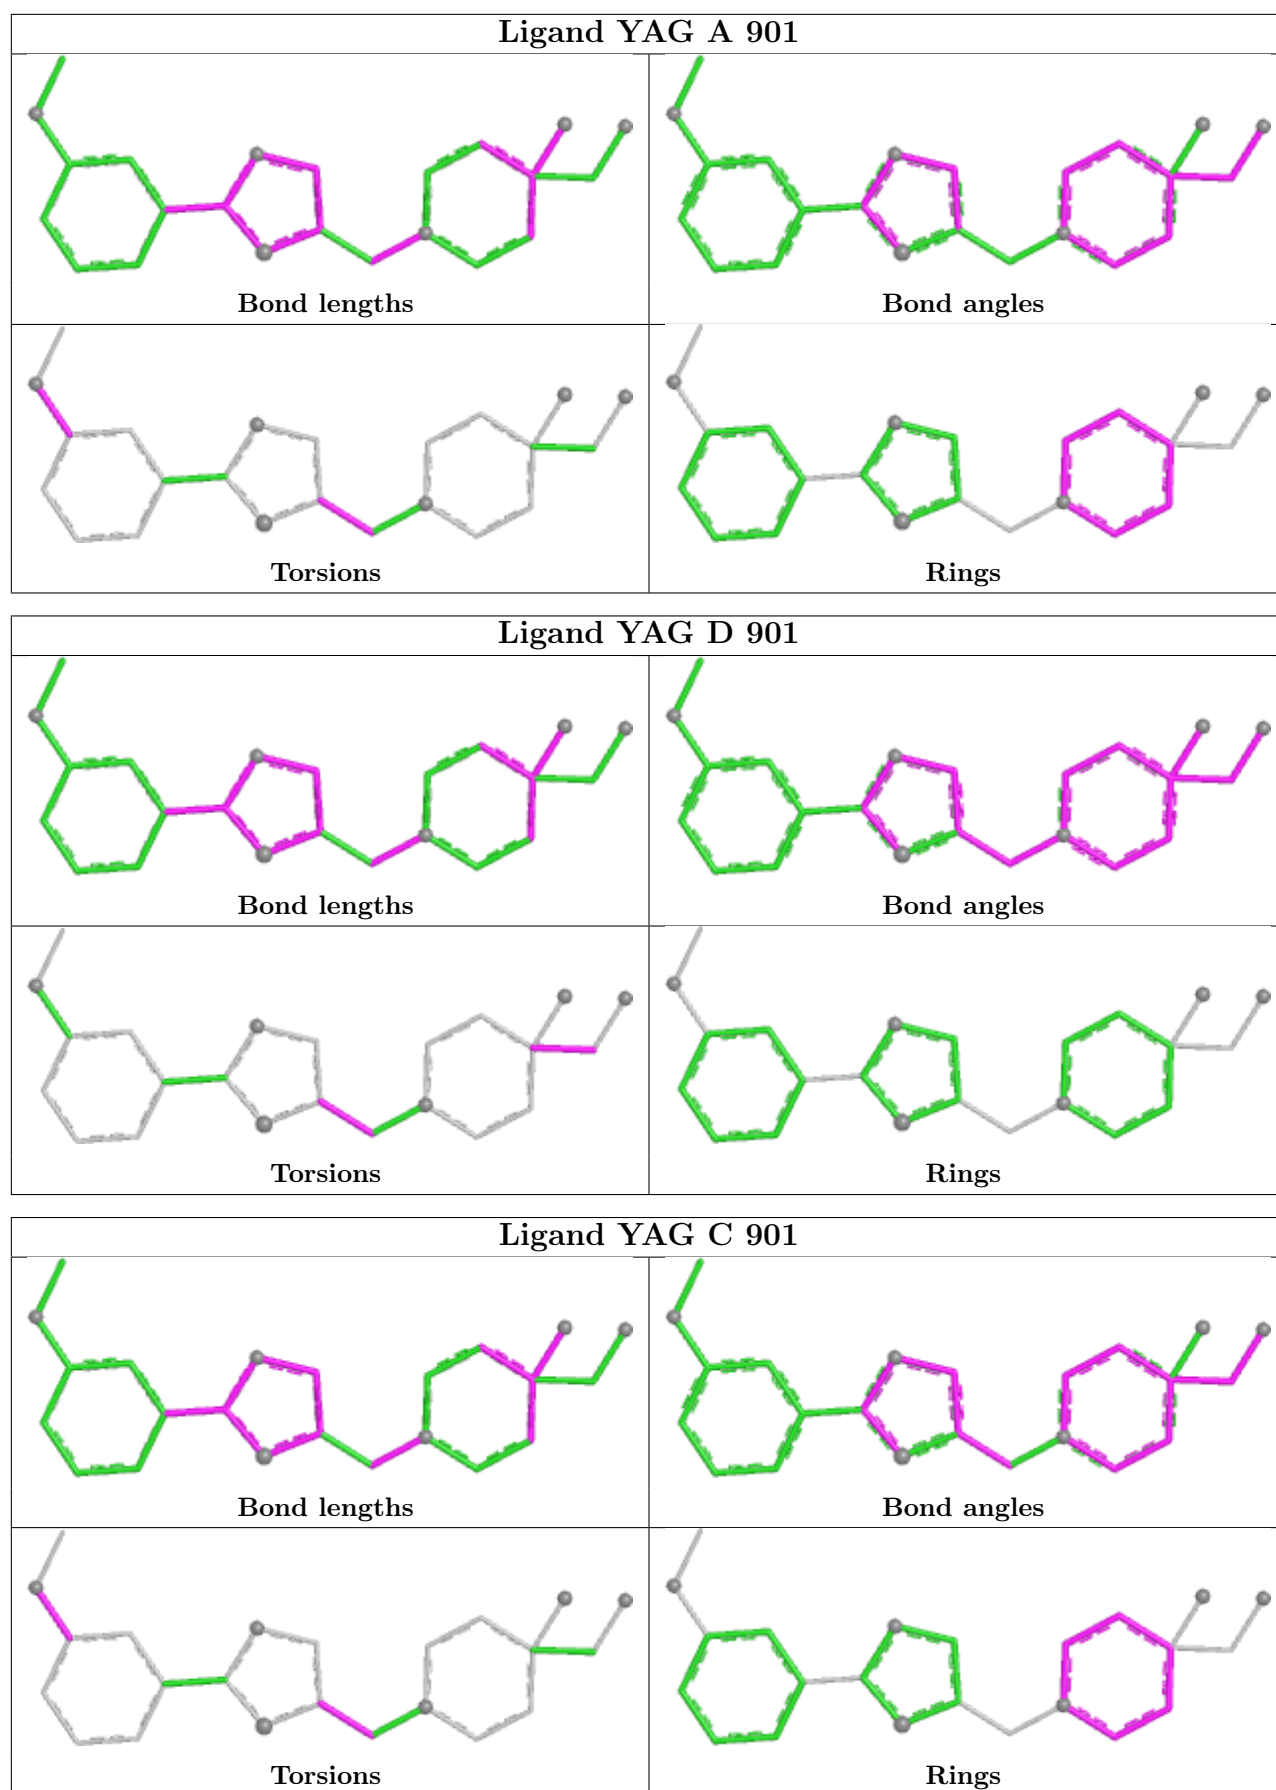 Ligand YAG A 901
Bond lengths
Bond angles
Torsions
Rings
Ligand YAG D 901
Bond lengths
Bond angles
Torsions
Rings
Ligand YAG C 901
Bond lengths
Bond angles
Torsions
Rings